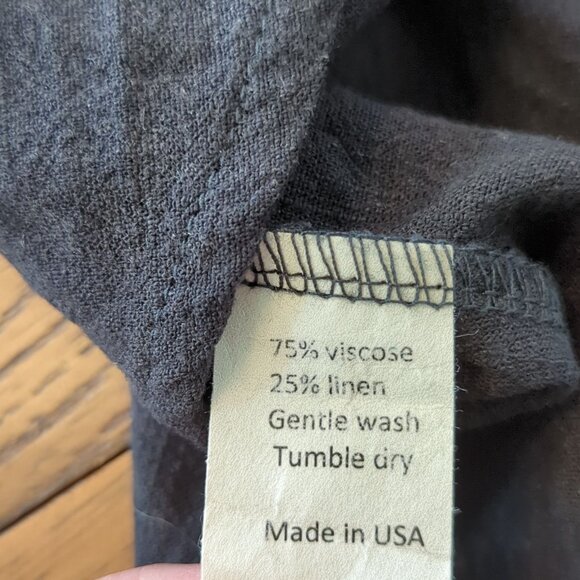 75% viscose
25% linen
Gentle wash
Tumble dry
Made in USA